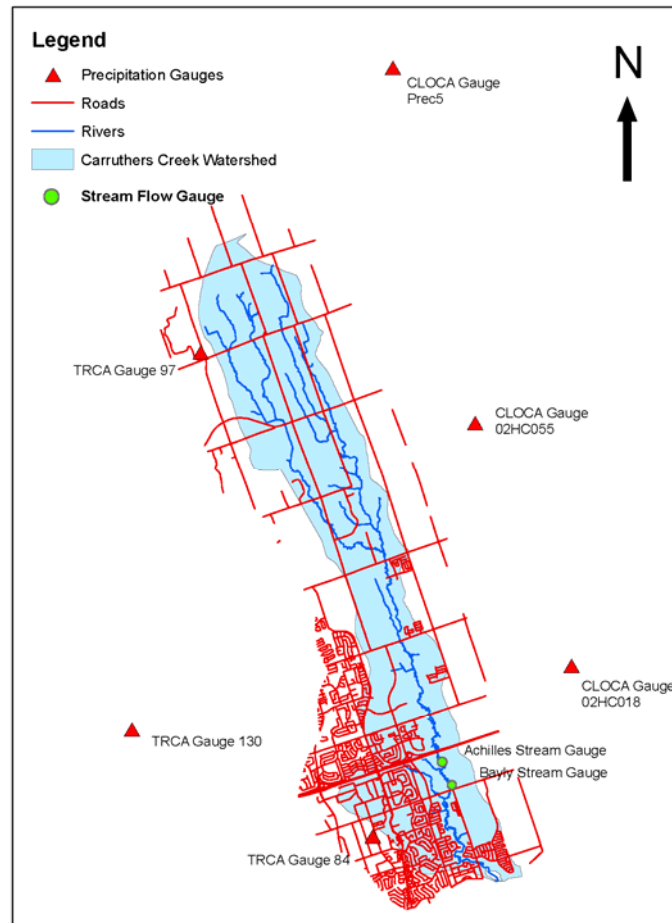 Legend
Precipitation Gauges
Roads
Rivers
Carruthers Creek Watershed
Stream Flow Gauge
N
CLOCA Gauge
Prec5
TRCA Gauge 97
CLOCA Gauge
02HC055
CLOCA Gauge
02HC018
TRCA Gauge 130
Achilles Stream Gauge
Bayly Stream Gauge
TRCA Gauge 84